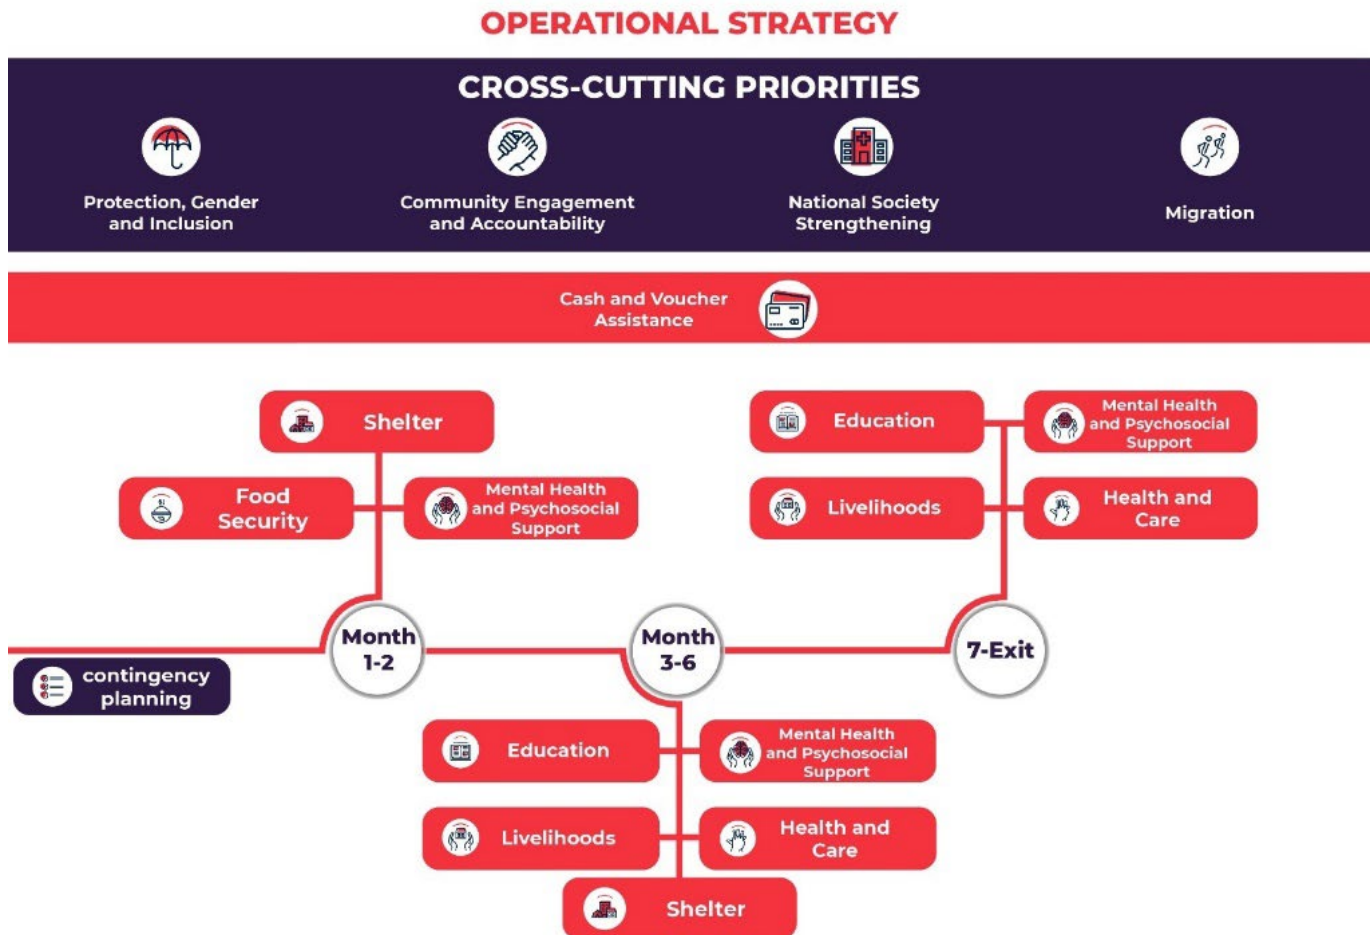 OPERATIONAL STRATEGY
CROSS-CUTTING PRIORITIES
Protection, Gender
and Inclusion
Community Engagement
and Accountability
National Society
Strengthening
Migration
Cash and Voucher
Assistance
Shelter
Food
Security
Mental Health
and Psychosocial
Support
Education
Mental Health
and Psychosocial
Support
Livelihoods
Health and
Care
Month
1-2
Month
3-6
7-Exit
contingency
planning
Education
Mental Health
and Psychosocial
Support
Livelihoods
Health and
Care
Shelter